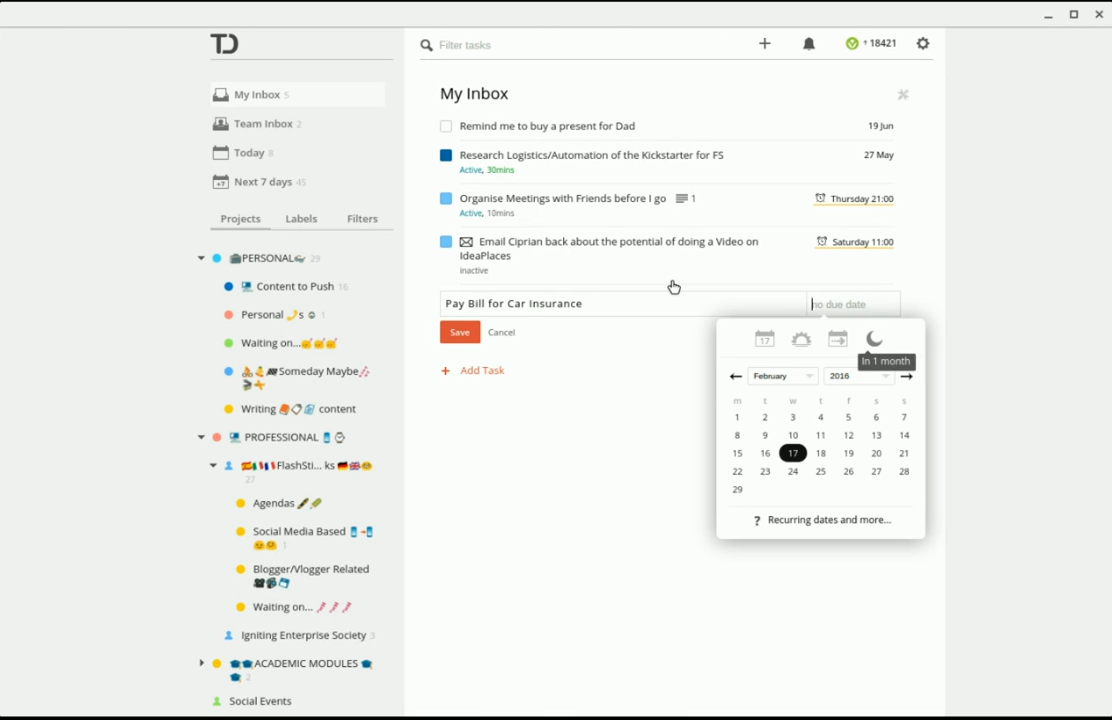 TD
My Inbox 5
Team Inbox 2
Today 8
Next 7 days 45
Projects Labels Filters
PERSONAL 29
Content to Push 16
Personal s 1
Waiting on...
Someday Maybe
Writing content
PROFESSIONAL
FlashSti... ks
27
Agendas
Social Media Based
1
Blogger/Vlogger Related
Waiting on...
Igniting Enterprise Society 3
ACADEMIC MODULES
2
Social Events
Filter tasks
↑ 18421
My Inbox
Remind me to buy a present for Dad 19 Jun
Research Logistics/Automation of the Kickstarter for FS 27 May
Active, 30mins
Organise Meetings with Friends before I go 1 Thursday 21:00
Active, 10mins
Email Ciprian back about the potential of doing a Video on Saturday 11:00
IdeaPlaces
Inactive
Pay Bill for Car Insurance no due date
Save Cancel
+ Add Task
17
In 1 month
February 2016
m t w t f s s
1 2 3 4 5 6 7
8 9 10 11 12 13 14
15 16 17 18 19 20 21
22 23 24 25 26 27 28
29
? Recurring dates and more...